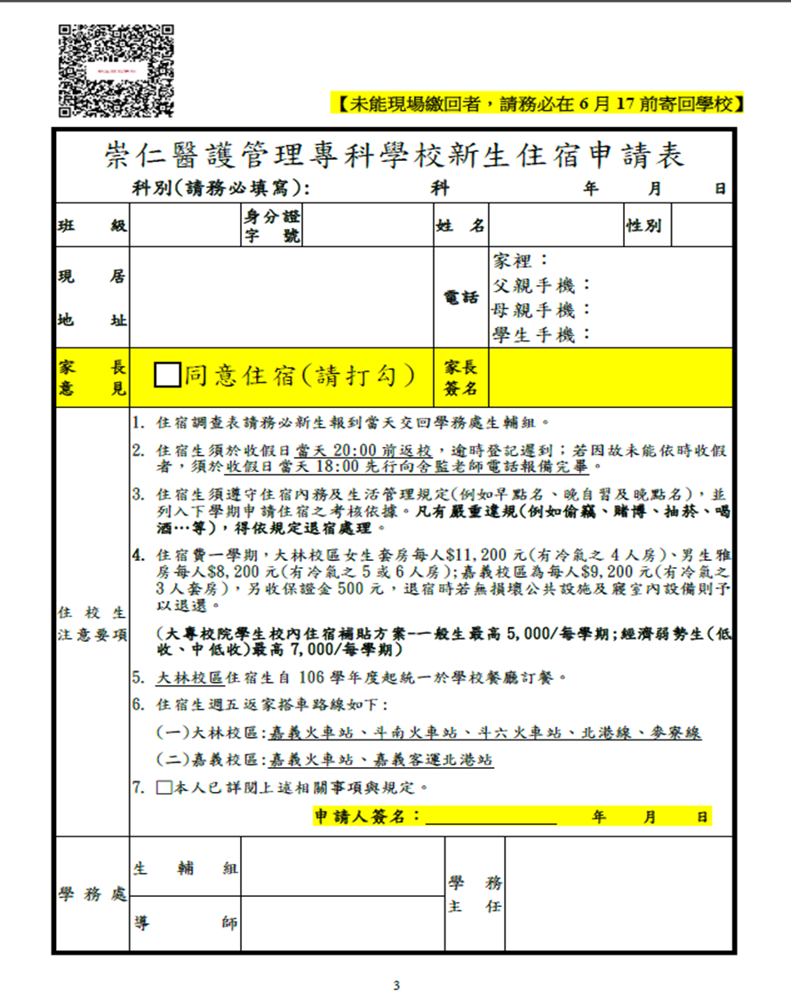 【未能現場繳回者，請務必在 6 月 17 前寄回學校】
崇仁醫護管理專科學校新生住宿申請表
科別(請務必填寫): 科 年 月 日
班 級 身分證字 號 姓 名 性別
現 居 地 址 電話
家裡：
父親手機：
母親手機：
學生手機：
家 長 意 見 □同意住宿(請打勾) 家長簽名
住 校 生 注意要項
1. 住宿調查表請務必新生報到當天交回學務處生輔組。
2. 住宿生須於收假日當天 20:00 前返校，逾時登記遲到；若因故未能依時收假
者，須於收假日當天 18:00 先行向舍監老師電話報備完畢。
3. 住宿生須遵守住宿內務及生活管理規定(例如早點名、晚自習及晚點名)，並
列入下學期申請住宿之考核依據。凡有嚴重違規(例如偷竊、賭博、抽菸、喝
酒…等)，得依規定退宿處理。
4. 住宿費一學期，大林校區女生套房每人$11,200 元(有冷氣之 4 人房)、男生雅
房每人$8,200 元(有冷氣之 5 或 6 人房);嘉義校區為每人$9,200 元(有冷氣之
3 人套房)，另收保證金 500 元，退宿時若無損壞公共設施及寢室內設備則予
以退還。
(大專校院學生校內住宿補貼方案-一般生最高 5,000/每學期;經濟弱勢生(低
收、中低收)最高 7,000/每學期)
5. 大林校區住宿生自 106 學年度起統一於學校餐廳訂餐。
6. 住宿生週五返家搭車路線如下:
(一)大林校區:嘉義火車站、斗南火車站、斗六火車站、北港線、麥寮線
(二)嘉義校區:嘉義火車站、嘉義客運北港站
7. □本人已詳閱上述相關事項與規定。
申請人簽名： 年 月 日
學 務 處 生 輔 組 學 務 主 任
導 師
3